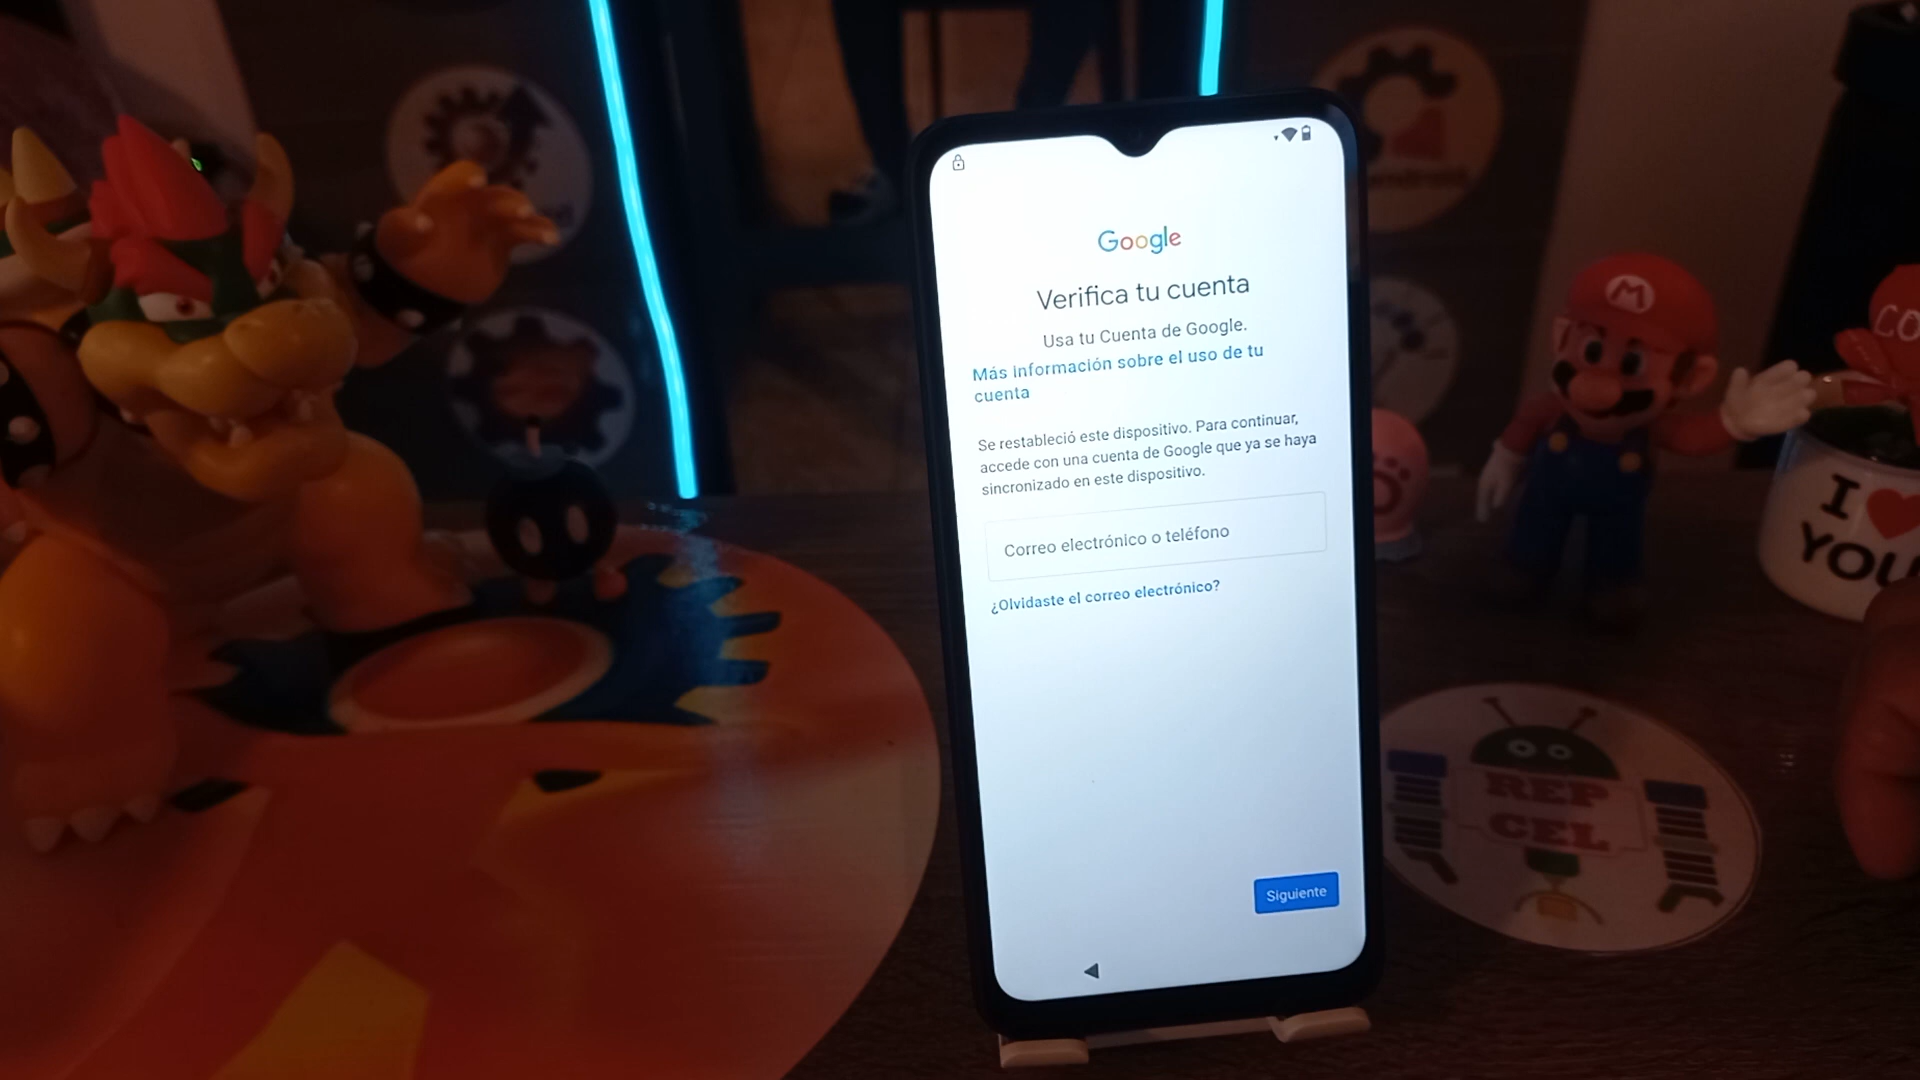 Google
Verifica tu cuenta
Usa tu Cuenta de Google.
Más información sobre el uso de tu
cuenta
Se restableció este dispositivo. Para continuar,
accede con una cuenta de Google que ya se haya
sincronizado en este dispositivo.
Correo electrónico o teléfono
¿Olvidaste el correo electrónico?
Siguiente
M
CO
I
YOU
REP
CEL